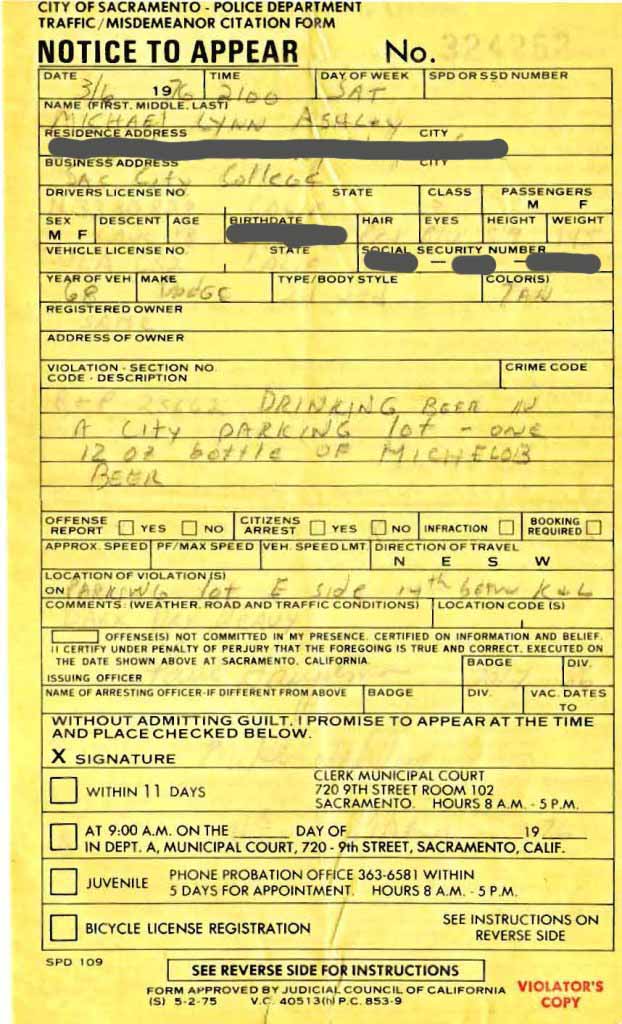 CITY OF SACRAMENTO - POLICE DEPARTMENT
TRAFFIC/MISDEMEANOR CITATION FORM
NOTICE TO APPEAR No. 324252
DATE 3/6 1976 TIME 2100 DAY OF WEEK SAT SPD OR SSD NUMBER
NAME (FIRST, MIDDLE, LAST)
MICHAEL LYNN ASHLEY
RESIDENCE ADDRESS CITY
BUSINESS ADDRESS CITY
SAC CITY COLLEGE
DRIVERS LICENSE NO. STATE CLASS PASSENGERS
M F
SEX DESCENT AGE BIRTHDATE HAIR EYES HEIGHT WEIGHT
M F
VEHICLE LICENSE NO. STATE SOCIAL SECURITY NUMBER
YEAR OF VEH MAKE TYPE/BODY STYLE COLOR(S)
68 DODGE TAN
REGISTERED OWNER
SAME
ADDRESS OF OWNER
VIOLATION - SECTION NO. CRIME CODE
CODE - DESCRIPTION
DRINKING BEER IN
A CITY PARKING lot - ONE
12 oz bottle OF MICHELOB
BEER
OFFENSE REPORT YES NO CITIZENS ARREST YES NO INFRACTION BOOKING REQUIRED
APPROX. SPEED PF/MAX SPEED VEH. SPEED LMT. DIRECTION OF TRAVEL
N E S W
LOCATION OF VIOLATION(S)
ON PARKING lot E side 14th betwn K & L
COMMENTS: (WEATHER, ROAD AND TRAFFIC CONDITIONS) LOCATION CODE (S)
OFFENSE(S) NOT COMMITTED IN MY PRESENCE. CERTIFIED ON INFORMATION AND BELIEF.
(I CERTIFY UNDER PENALTY OF PERJURY THAT THE FOREGOING IS TRUE AND CORRECT. EXECUTED ON
THE DATE SHOWN ABOVE AT SACRAMENTO, CALIFORNIA. BADGE DIV.
ISSUING OFFICER
NAME OF ARRESTING OFFICER-IF DIFFERENT FROM ABOVE BADGE DIV. VAC. DATES
TO
WITHOUT ADMITTING GUILT, I PROMISE TO APPEAR AT THE TIME
AND PLACE CHECKED BELOW.
X SIGNATURE
WITHIN 11 DAYS CLERK MUNICIPAL COURT
720 9TH STREET ROOM 102
SACRAMENTO. HOURS 8 A.M. - 5 P.M.
AT 9:00 A.M. ON THE DAY OF 19
IN DEPT. A, MUNICIPAL COURT, 720 - 9th STREET, SACRAMENTO, CALIF.
JUVENILE PHONE PROBATION OFFICE 363-6581 WITHIN
5 DAYS FOR APPOINTMENT. HOURS 8 A.M. - 5 P.M.
BICYCLE LICENSE REGISTRATION SEE INSTRUCTIONS ON
REVERSE SIDE
SPD 109
SEE REVERSE SIDE FOR INSTRUCTIONS
FORM APPROVED BY JUDICIAL COUNCIL OF CALIFORNIA
(S) 5-2-75 V.C. 40513(h) P.C. 853-9
VIOLATOR'S
COPY